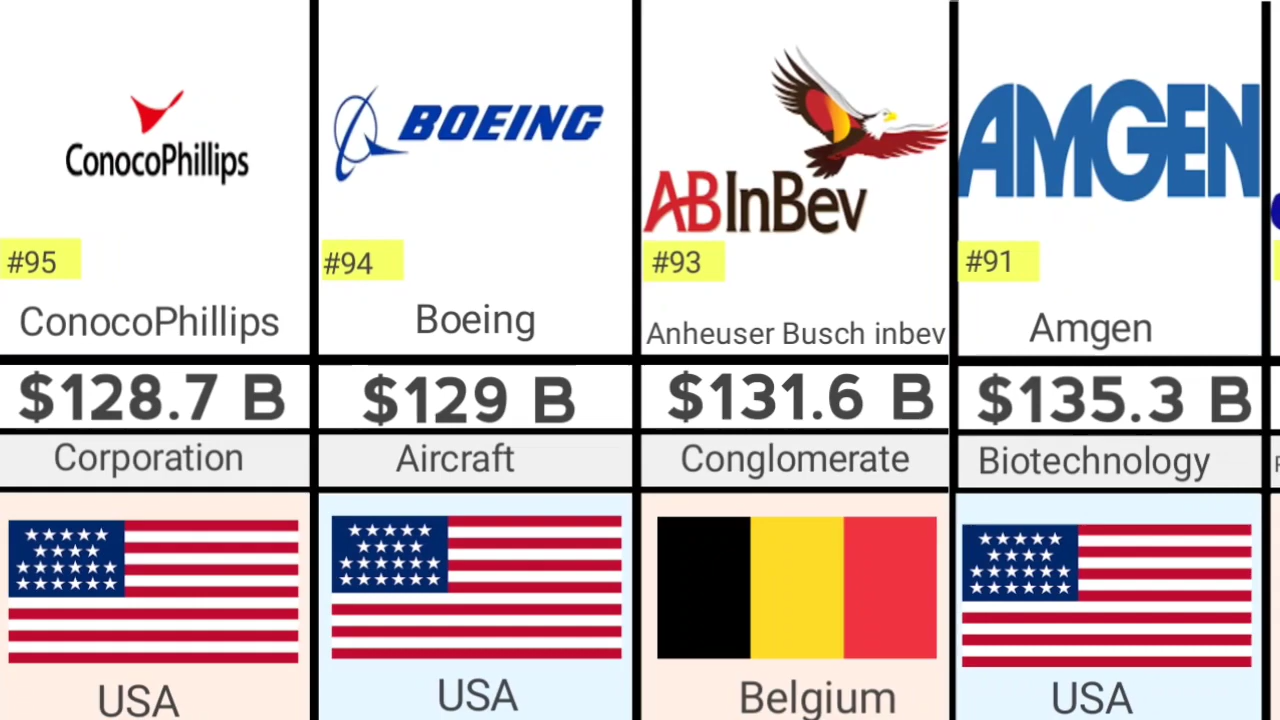 ConocoPhillips
#95
ConocoPhillips
$128.7 B
Corporation
USA
BOEING
#94
Boeing
$129 B
Aircraft
USA
ABInBev
#93
Anheuser Busch inbev
$131.6 B
Conglomerate
Belgium
AMGEN
#91
Amgen
$135.3 B
Biotechnology
USA